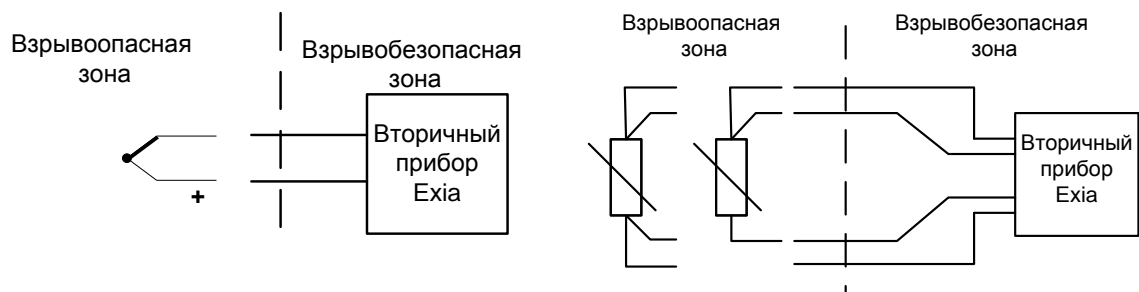 Взрывоопасная
зона
Взрывобезопасная
зона
Вторичный
прибор
Exia
+
Взрывоопасная
зона
Взрывобезопасная
зона
Вторичный
прибор
Exia